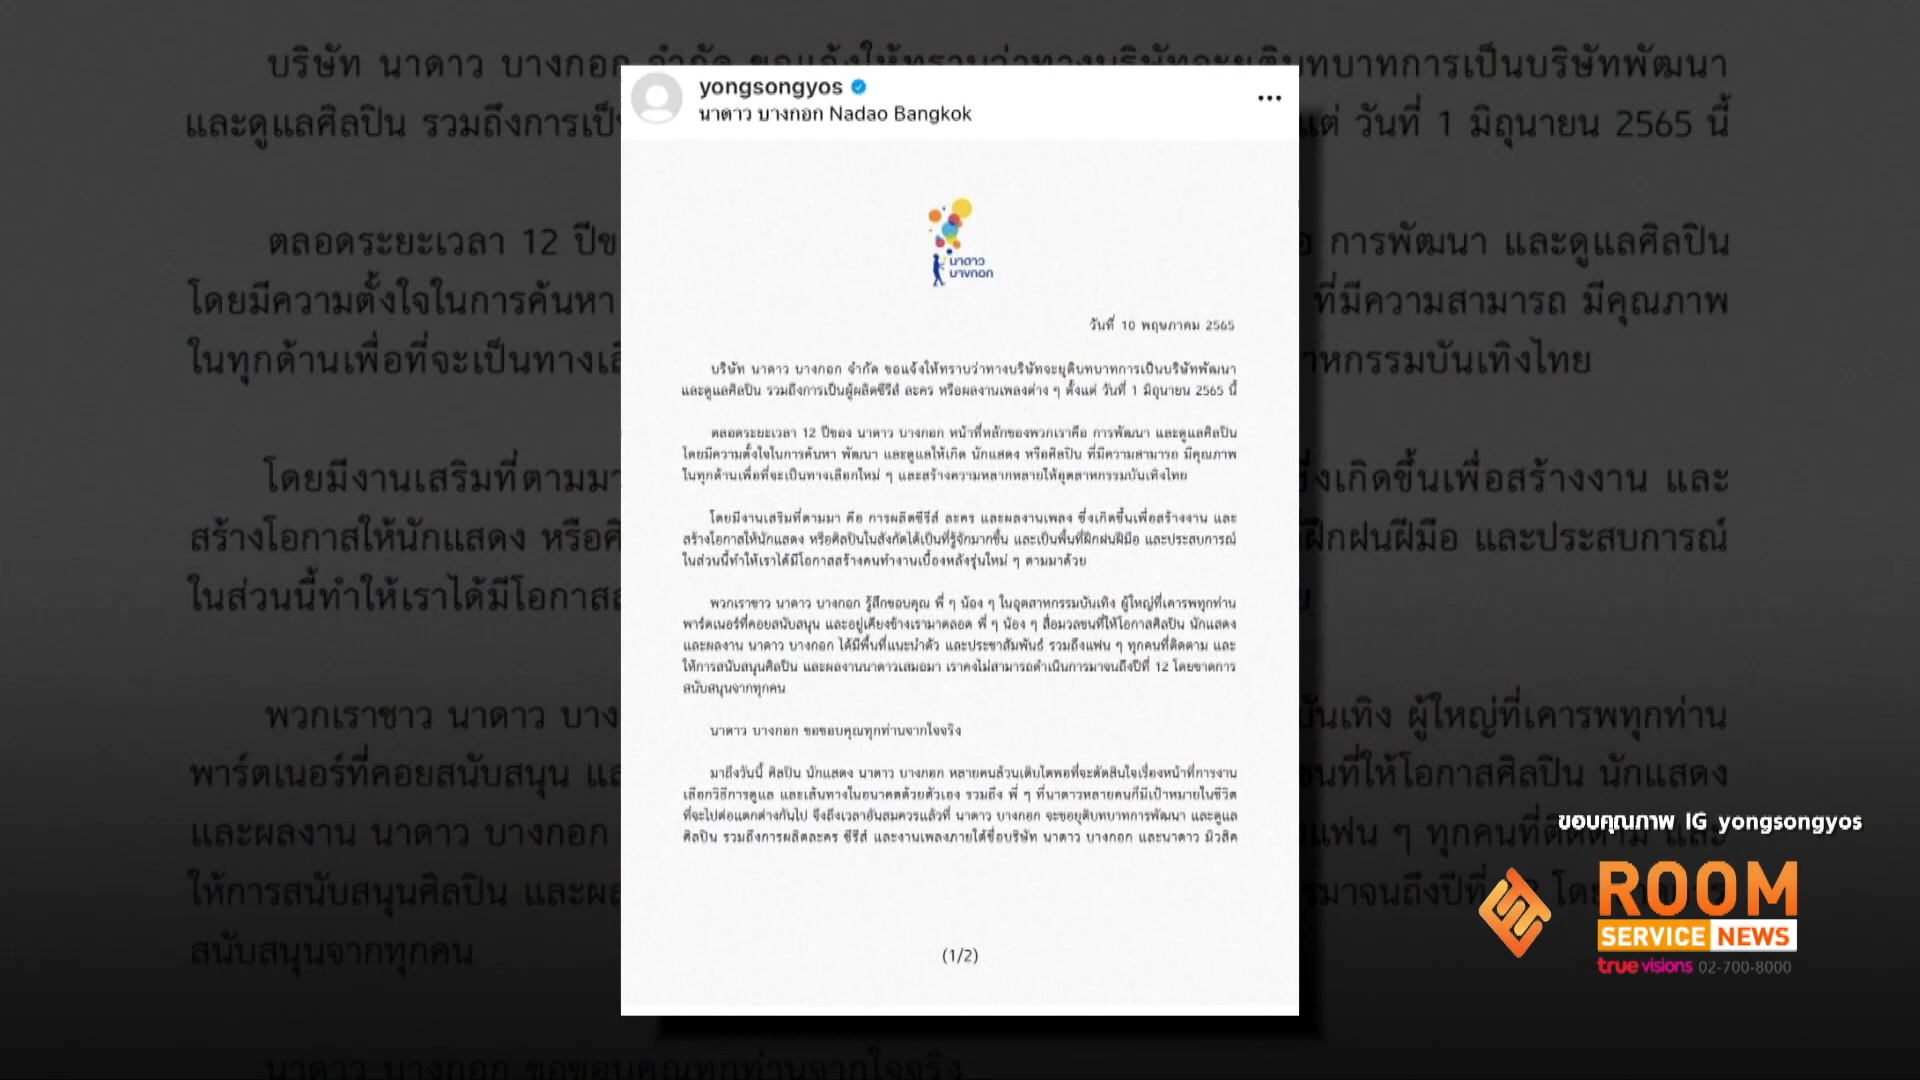 yongsongyos
นาดาว บางกอก Nadao Bangkok
นาดาว
บางกอก
วันที่ 10 พฤษภาคม 2565
บริษัท นาดาว บางกอก จำกัด ขอแจ้งให้ทราบว่าทางบริษัทจะยุติบทบาทการเป็นบริษัทพัฒนา
และดูแลศิลปิน รวมถึงการเป็นผู้ผลิตซีรีส์ ละคร หรือผลงานเพลงต่าง ๆ ตั้งแต่ วันที่ 1 มิถุนายน 2565 นี้
ตลอดระยะเวลา 12 ปีของ นาดาว บางกอก หน้าที่หลักของพวกเราคือ การพัฒนา และดูแลศิลปิน
โดยมีความตั้งใจในการค้นหา พัฒนา และดูแลให้เกิด นักแสดง หรือศิลปิน ที่มีความสามารถ มีคุณภาพ
ในทุกด้านเพื่อที่จะเป็นทางเลือกใหม่ ๆ และสร้างความหลากหลายให้อุตสาหกรรมบันเทิงไทย
โดยมีงานเสริมที่ตามมา คือ การผลิตซีรีส์ ละคร และผลงานเพลง ซึ่งเกิดขึ้นเพื่อสร้างงาน และ
สร้างโอกาสให้นักแสดง หรือศิลปินในสังกัดได้เป็นที่รู้จักมากขึ้น และเป็นพื้นที่ฝึกฝนฝีมือ และประสบการณ์
ในส่วนนี้ทำให้เราได้มีโอกาสสร้างคนทำงานเบื้องหลังรุ่นใหม่ ๆ ตามมาด้วย
พวกเราชาว นาดาว บางกอก รู้สึกขอบคุณ พี่ ๆ น้อง ๆ ในอุตสาหกรรมบันเทิง ผู้ใหญ่ที่เคารพทุกท่าน
พาร์ตเนอร์ที่คอยสนับสนุน และอยู่เคียงข้างเรามาตลอด พี่ ๆ น้อง ๆ สื่อมวลชนที่ให้โอกาสศิลปิน นักแสดง
และผลงาน นาดาว บางกอก ได้มีพื้นที่แนะนำตัว และประชาสัมพันธ์ รวมถึงแฟน ๆ ทุกคนที่ติดตาม และ
ให้การสนับสนุนศิลปิน และผลงานนาดาวเสมอมา เราคงไม่สามารถดำเนินการมาจนถึงปีที่ 12 โดยขาดการ
สนับสนุนจากทุกคน
นาดาว บางกอก ขอขอบคุณทุกท่านจากใจจริง
มาถึงวันนี้ ศิลปิน นักแสดง นาดาว บางกอก หลายคนล้วนเติบโตพอที่จะตัดสินใจเรื่องหน้าที่การงาน
เลือกวิธีการดูแล และเส้นทางในอนาคตด้วยตัวเอง รวมถึง พี่ ๆ ที่นาดาวหลายคนก็มีเป้าหมายในชีวิต
ที่จะไปต่อแตกต่างกันไป จึงถึงเวลาอันสมควรแล้วที่ นาดาว บางกอก จะขอยุติบทบาทการพัฒนา และดูแล
ศิลปิน รวมถึงการผลิตละคร ซีรีส์ และงานเพลงภายใต้ชื่อบริษัท นาดาว บางกอก และนาดาว มิวสิค
(1/2)
ขอบคุณภาพ IG yongsongyos
ROOM
SERVICE NEWS
truevisions 02-700-8000